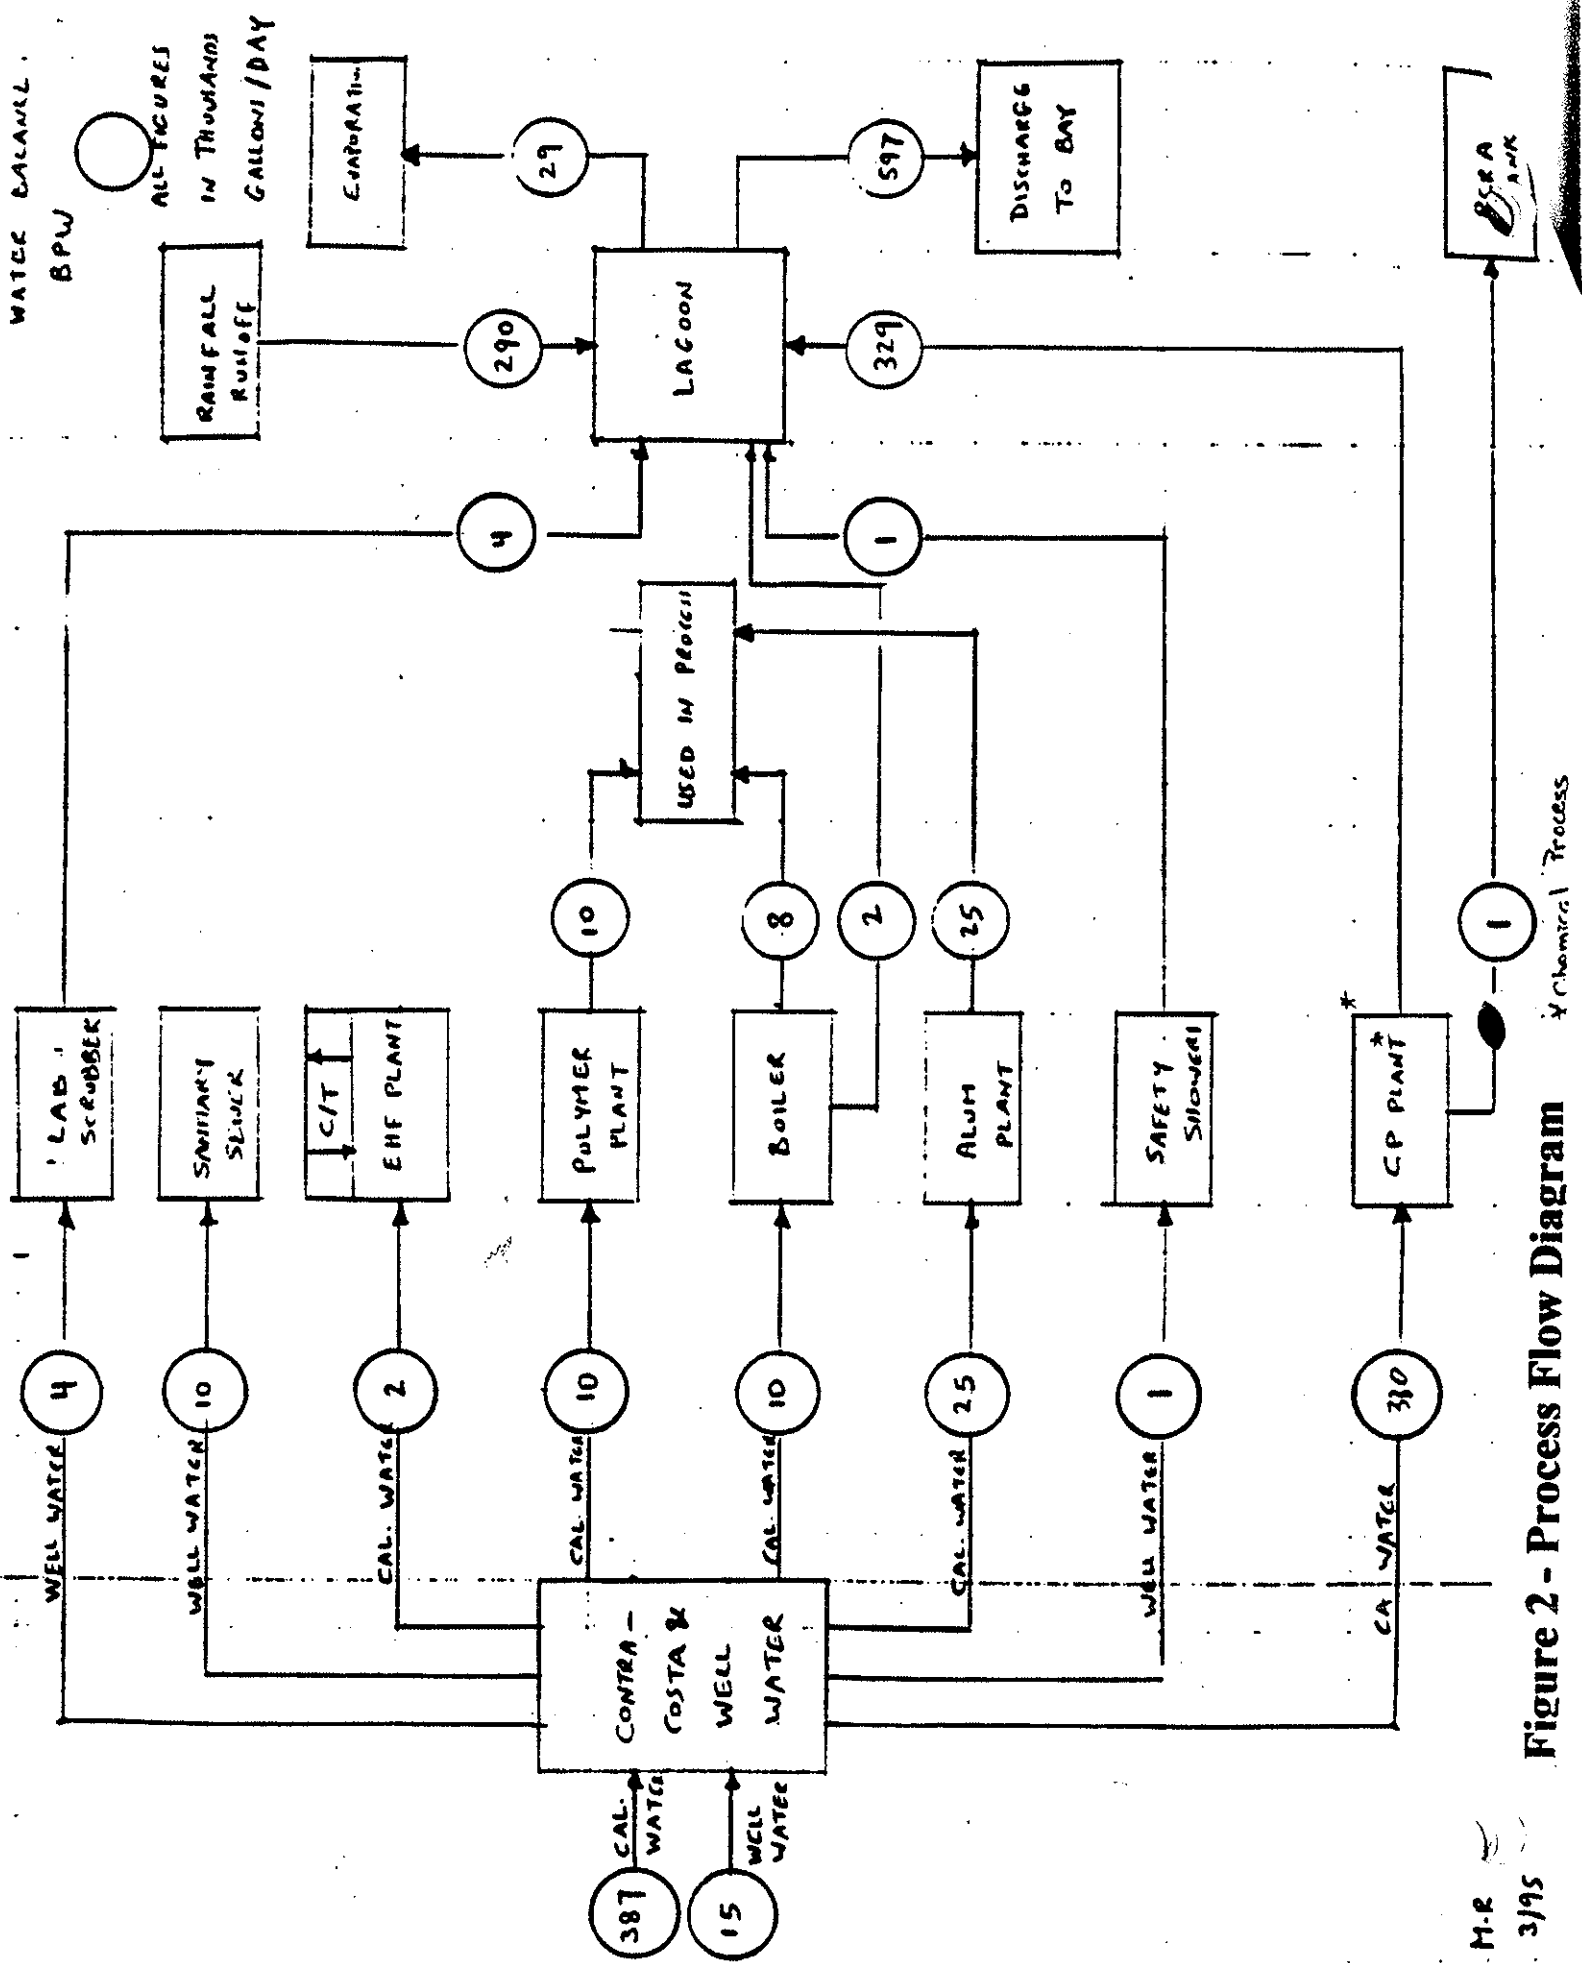 WATER BALANCE.
BPW
ALL FIGURES
IN THOUSANDS
GALLONS/DAY
387
CAL.
WATER
15
WELL
WATER
CONTRA-
COSTA &
WELL
WATER
WELL WATER
4
LAB.
SCRUBBER
4
WELL WATER
10
SANITARY
SEWER
CAL. WATER
2
C/T
EHF PLANT
CAL. WATER
10
POLYMER
PLANT
10
CAL. WATER
10
BOILER
8
2
CAL. WATER
25
ALUM
PLANT
25
WELL WATER
1
SAFETY
SHOWERS
1
CA WATER
330
CP PLANT*
*
329
1
USED IN PROCESS
RAINFALL
RUNOFF
290
LAGOON
29
EVAPORATION
597
DISCHARGE
TO BAY
RCRA
ANK
* Chemical Process
Figure 2 - Process Flow Diagram
M.R
3/95